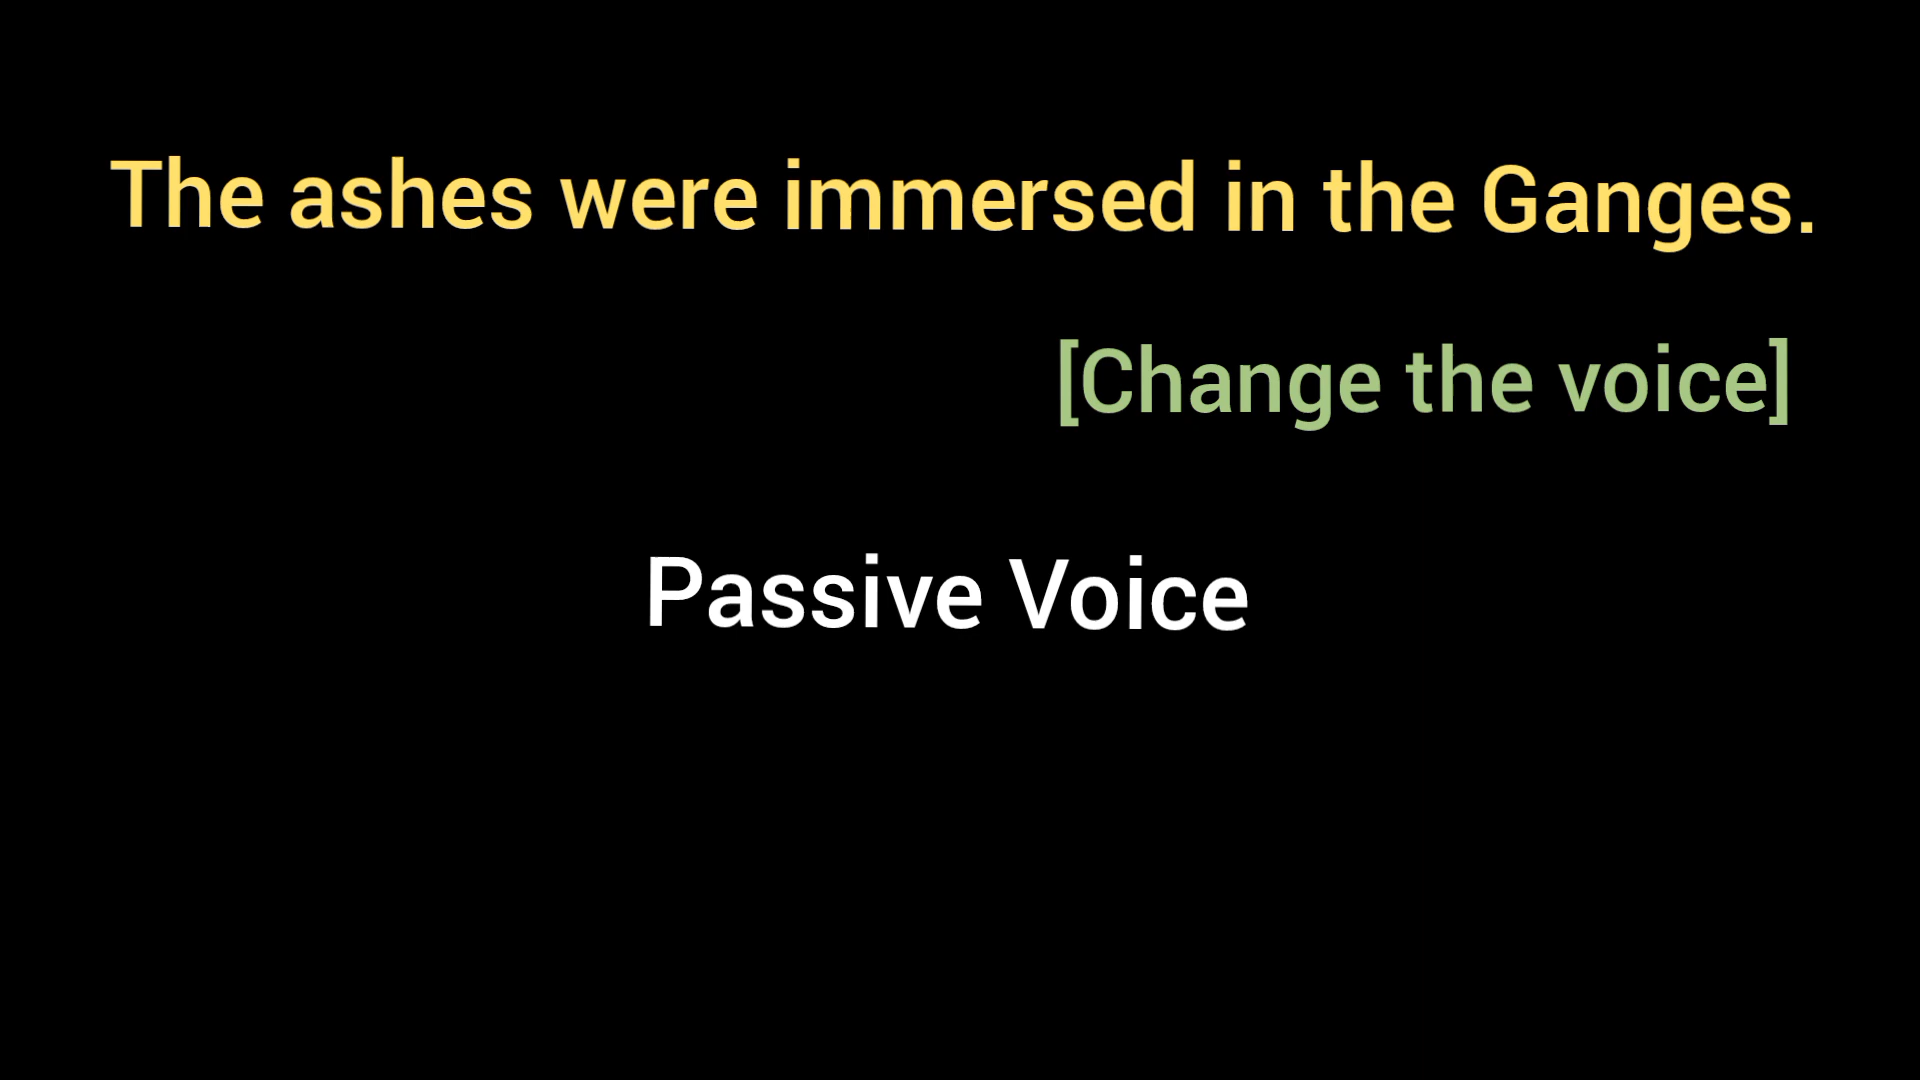 The ashes were immersed in the Ganges.
[Change the voice]
Passive Voice